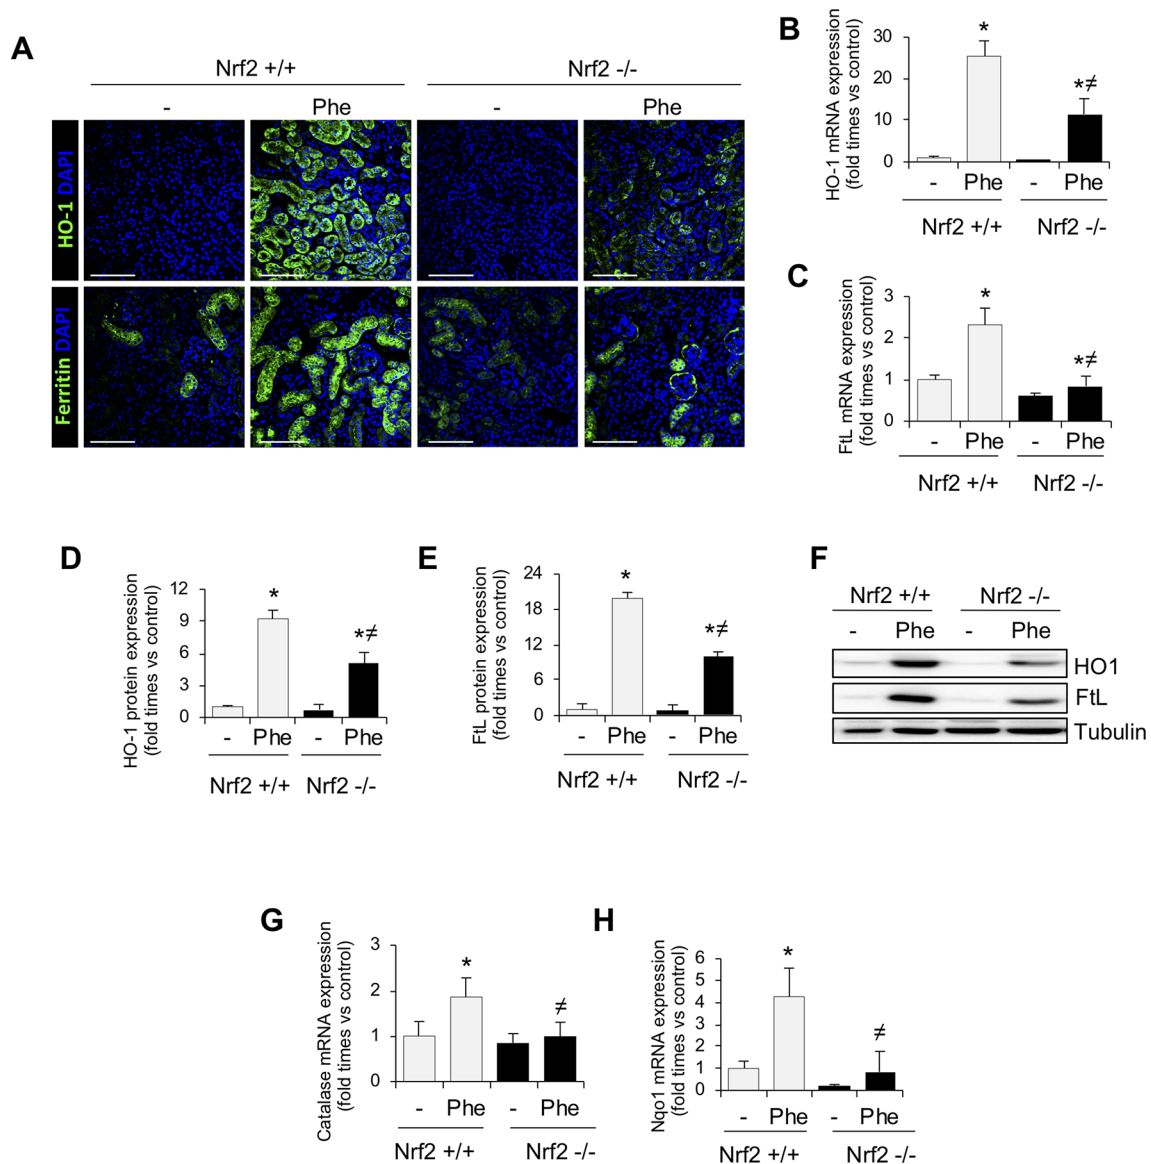 A
Nrf2 +/+
Nrf2 -/-
-
Phe
-
Phe
HO-1 DAPI
Ferritin DAPI
B
HO-1 mRNA expression
(fold times vs control)
30
20
10
0
*
*≠
-
Phe
-
Phe
Nrf2 +/+
Nrf2 -/-
C
FtL mRNA expression
(fold times vs control)
3
2
1
0
*
*≠
-
Phe
-
Phe
Nrf2 +/+
Nrf2 -/-
D
HO-1 protein expression
(fold times vs control)
12
9
6
3
0
*
*≠
-
Phe
-
Phe
Nrf2 +/+
Nrf2 -/-
E
FtL protein expression
(fold times vs control)
24
18
12
6
0
*
*≠
-
Phe
-
Phe
Nrf2 +/+
Nrf2 -/-
F
Nrf2 +/+
Nrf2 -/-
-
Phe
-
Phe
HO1
FtL
Tubulin
G
Catalase mRNA expression
(fold times vs control)
3
2
1
0
*
≠
-
Phe
-
Phe
Nrf2 +/+
Nrf2 -/-
H
Nqo1 mRNA expression
(fold times vs control)
6
5
4
3
2
1
0
*
≠
-
Phe
-
Phe
Nrf2 +/+
Nrf2 -/-